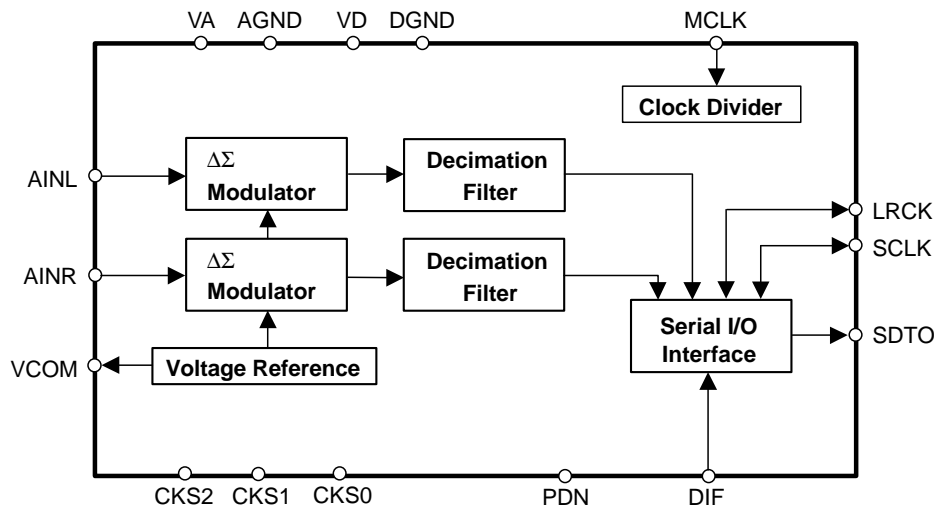 VA AGND VD DGND MCLK
Clock Divider
ΔΣ
Modulator
Decimation
Filter
AINL
LRCK
SCLK
ΔΣ
Modulator
Decimation
Filter
AINR
Serial I/O
Interface
SDTO
Voltage Reference
VCOM
CKS2 CKS1 CKS0 PDN DIF